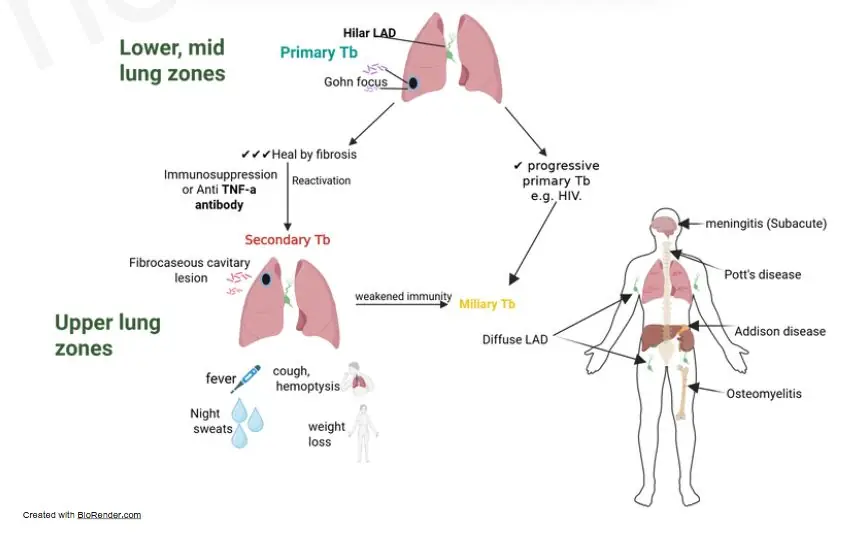 Lower, mid
lung zones
Hilar LAD
Primary Tb
Gohn focus
✔✔✔Heal by fibrosis
Immunosuppression
or Anti TNF-a
antibody
Reactivation
✔ progressive
primary Tb
e.g. HIV.
Secondary Tb
Fibrocaseous cavitary
lesion
weakened immunity
Miliary Tb
Upper lung
zones
fever
cough,
hemoptysis
Night
sweats
weight
loss
meningitis (Subacute)
Pott's disease
Diffuse LAD
Addison disease
Osteomyelitis
Created with BioRender.com